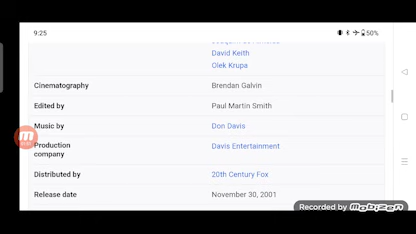 9:25
50%
David Keith
Olek Krupa
Cinematography Brendan Galvin
Edited by Paul Martin Smith
Music by Don Davis
Production company Davis Entertainment
Distributed by 20th Century Fox
Release date November 30, 2001
Recorded by Mobizen